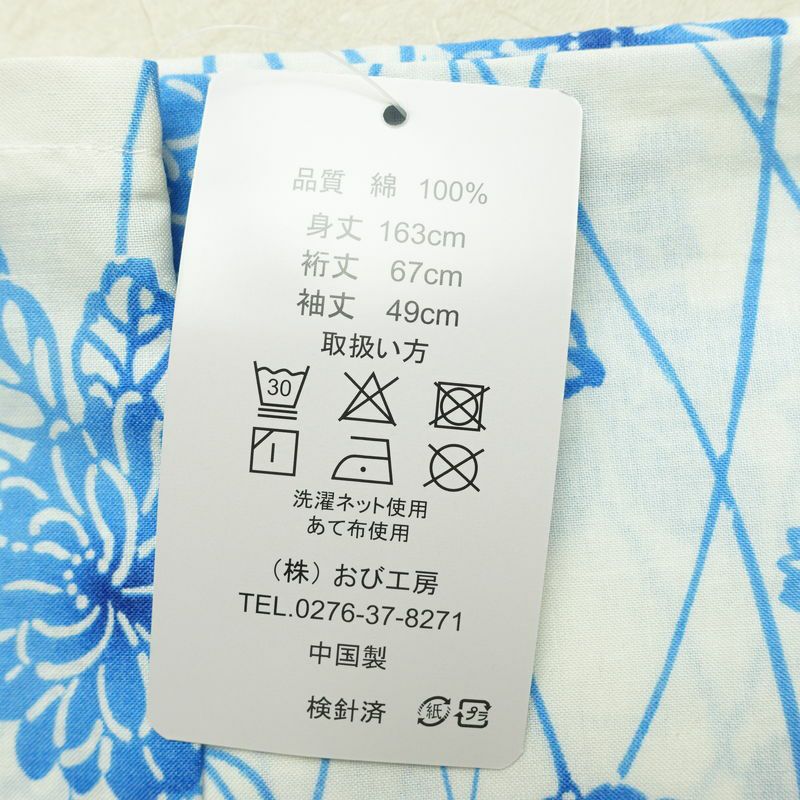 品質 綿 100%
身丈 163cm
裄丈 67cm
袖丈 49cm
取扱い方
30
洗濯ネット使用
あて布使用
(株)おび工房
TEL.0276-37-8271
中国製
検針済 紙 プラ